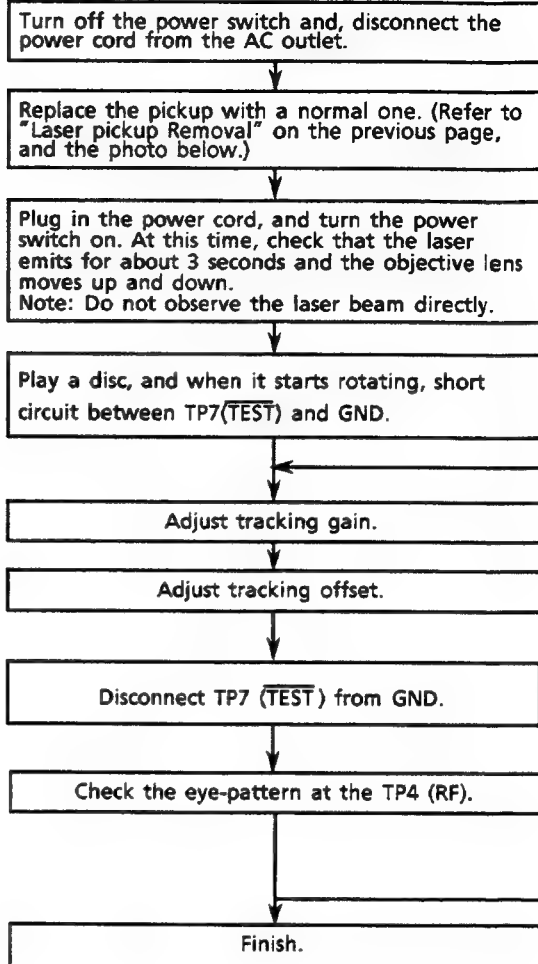 Turn off the power switch and, disconnect the
power cord from the AC outlet.
Replace the pickup with a normal one. (Refer to
"Laser pickup Removal" on the previous page,
and the photo below.)
Plug in the power cord, and turn the power
switch on. At this time, check that the laser
emits for about 3 seconds and the objective lens
moves up and down.
Note: Do not observe the laser beam directly.
Play a disc, and when it starts rotating, short
circuit between TP7(T̅E̅S̅T̅) and GND.
Adjust tracking gain.
Adjust tracking offset.
Disconnect TP7 (T̅E̅S̅T̅) from GND.
Check the eye-pattern at the TP4 (RF).
Finish.